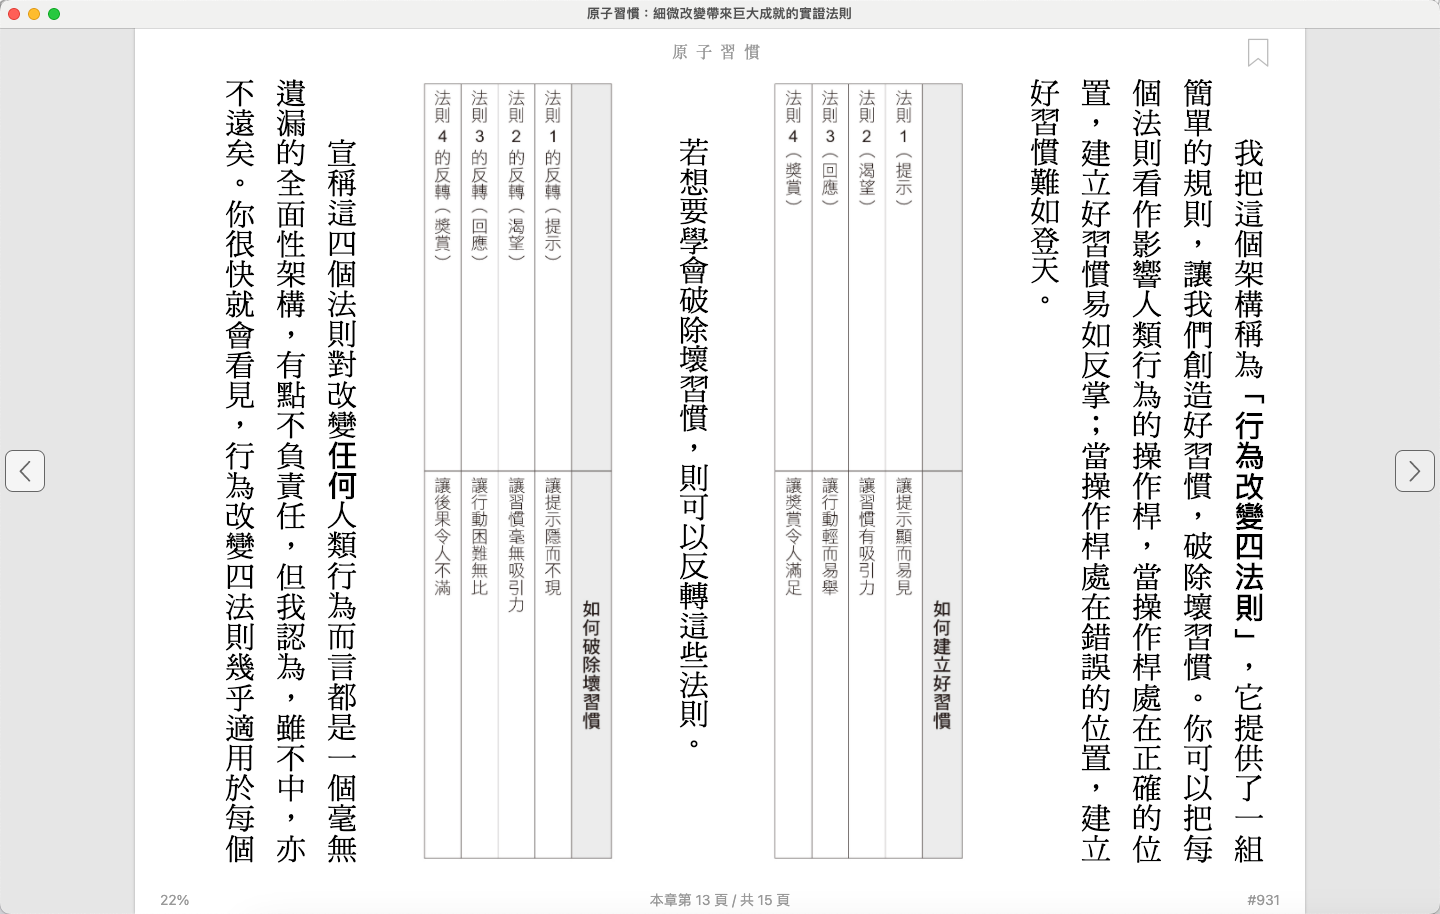 原子習慣：細微改變帶來巨大成就的實證法則
原子習慣
我把這個架構稱為「行為改變四法則」，它提供了一組
簡單的規則，讓我們創造好習慣，破除壞習慣。你可以把每
個法則看作影響人類行為的操作桿，當操作桿處在正確的位
置，建立好習慣易如反掌；當操作桿處在錯誤的位置，建立
好習慣難如登天。
如何建立好習慣
法則1（提示）
讓提示顯而易見
法則2（渴望）
讓習慣有吸引力
法則3（回應）
讓行動輕而易舉
法則4（獎賞）
讓獎賞令人滿足
若想要學會破除壞習慣，則可以反轉這些法則。
如何破除壞習慣
法則1的反轉（提示）
讓提示隱而不現
法則2的反轉（渴望）
讓習慣毫無吸引力
法則3的反轉（回應）
讓行動困難無比
法則4的反轉（獎賞）
讓後果令人不滿
宣稱這四個法則對改變任何人類行為而言都是一個毫無
遺漏的全面性架構，有點不負責任，但我認為，雖不中，亦
不遠矣。你很快就會看見，行為改變四法則幾乎適用於每個
22%
本章第 13 頁 / 共 15 頁
#931